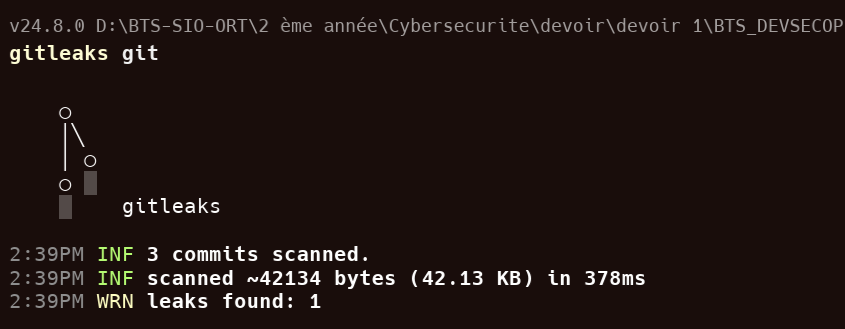 v24.8.0 D:\BTS-SIO-ORT\2 ème année\Cybersecurite\devoir\devoir 1\BTS_DEVSECOP
gitleaks git
gitleaks
2:39PM INF 3 commits scanned.
2:39PM INF scanned ~42134 bytes (42.13 KB) in 378ms
2:39PM WRN leaks found: 1